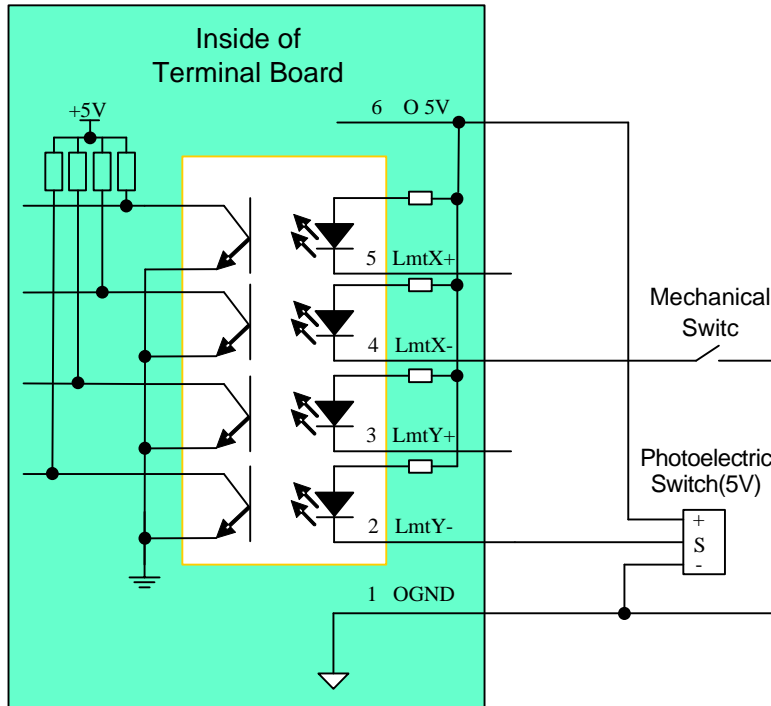 Inside of
Terminal Board
+5V
6 O 5V
5 LmtX+
Mechanical
Switc
4 LmtX-
3 LmtY+
Photoelectric
Switch(5V)
+
2 LmtY-
S
-
1 OGND